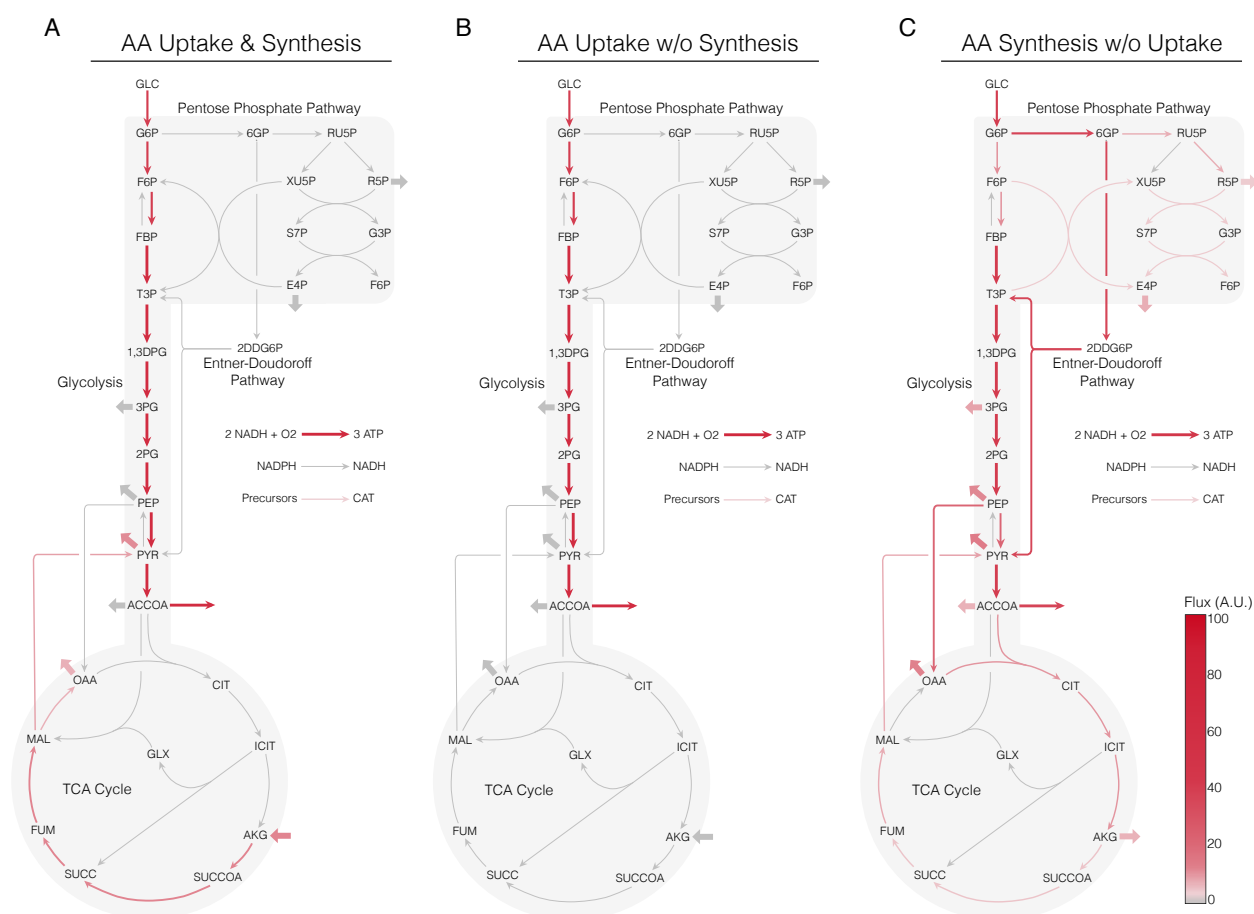 A
AA Uptake & Synthesis
GLC
Pentose Phosphate Pathway
G6P
6GP
RU5P
F6P
XU5P
R5P
FBP
S7P
G3P
T3P
E4P
F6P
1,3DPG
2DDG6P
Entner-Doudoroff
Pathway
Glycolysis
3PG
2 NADH + O2
3 ATP
2PG
NADPH
NADH
PEP
Precursors
CAT
PYR
ACCOA
OAA
CIT
MAL
GLX
ICIT
TCA Cycle
FUM
AKG
SUCC
SUCCOA
B
AA Uptake w/o Synthesis
GLC
Pentose Phosphate Pathway
G6P
6GP
RU5P
F6P
XU5P
R5P
FBP
S7P
G3P
T3P
E4P
F6P
1,3DPG
2DDG6P
Entner-Doudoroff
Pathway
Glycolysis
3PG
2 NADH + O2
3 ATP
2PG
NADPH
NADH
PEP
Precursors
CAT
PYR
ACCOA
OAA
CIT
MAL
GLX
ICIT
TCA Cycle
FUM
AKG
SUCC
SUCCOA
C
AA Synthesis w/o Uptake
GLC
Pentose Phosphate Pathway
G6P
6GP
RU5P
F6P
XU5P
R5P
FBP
S7P
G3P
T3P
E4P
F6P
1,3DPG
2DDG6P
Entner-Doudoroff
Pathway
Glycolysis
3PG
2 NADH + O2
3 ATP
2PG
NADPH
NADH
PEP
Precursors
CAT
PYR
ACCOA
OAA
CIT
MAL
GLX
ICIT
TCA Cycle
FUM
AKG
SUCC
SUCCOA
Flux (A.U.)
100
80
60
40
20
0